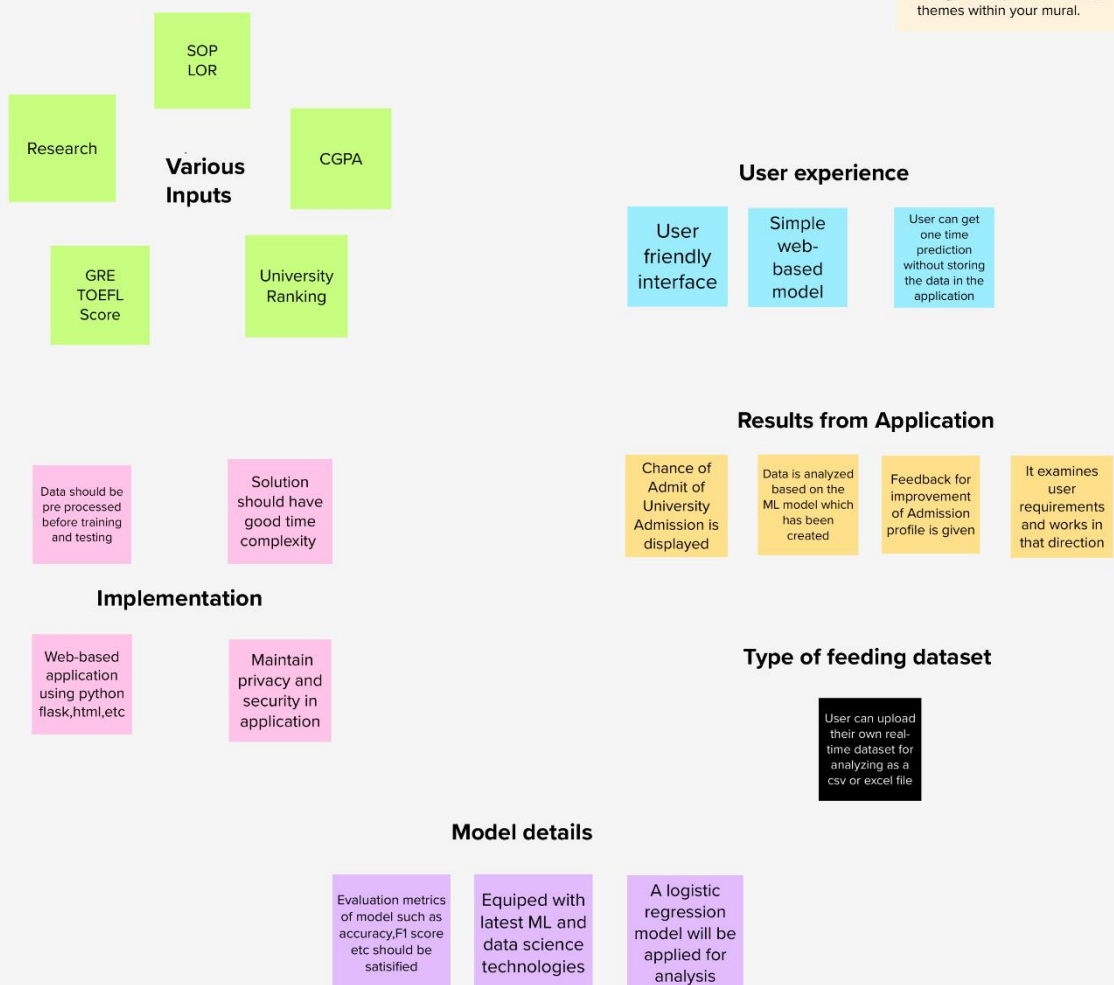 themes within your mural.
SOP
LOR
Research
Various
Inputs
CGPA
GRE
TOEFL
Score
University
Ranking
User experience
User
friendly
interface
Simple
web-
based
model
User can get
one time
prediction
without storing
the data in the
application
Results from Application
Chance of
Admit of
University
Admission is
displayed
Data is analyzed
based on the
ML model which
has been
created
Feedback for
improvement
of Admission
profile is given
It examines
user
requirements
and works in
that direction
Data should be
pre processed
before training
and testing
Solution
should have
good time
complexity
Implementation
Web-based
application
using python
flask,html,etc
Maintain
privacy and
security in
application
Type of feeding dataset
User can upload
their own real-
time dataset for
analyzing as a
csv or excel file
Model details
Evaluation metrics
of model such as
accuracy,F1 score
etc should be
satisified
Equiped with
latest ML and
data science
technologies
A logistic
regression
model will be
applied for
analysis